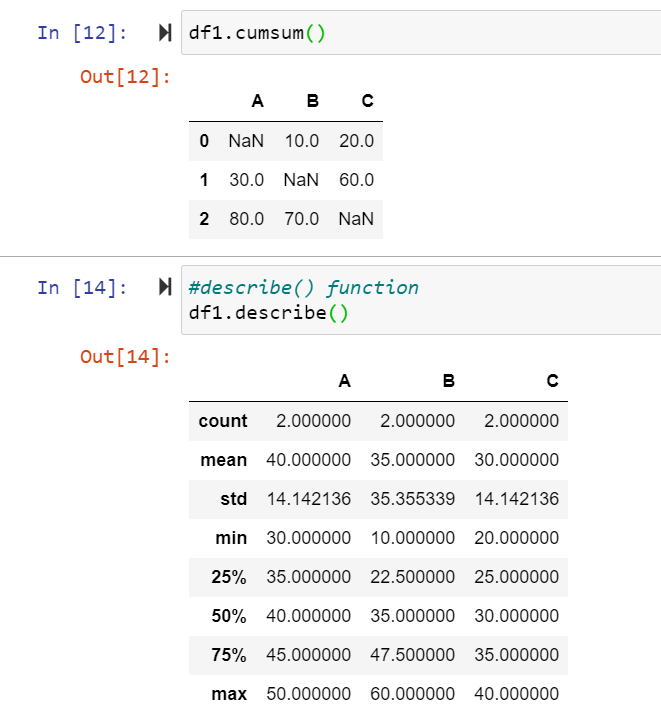 In [12]: df1.cumsum()
Out[12]:
A B C
0 NaN 10.0 20.0
1 30.0 NaN 60.0
2 80.0 70.0 NaN
In [14]: #describe() function
df1.describe()
Out[14]:
A B C
count 2.000000 2.000000 2.000000
mean 40.000000 35.000000 30.000000
std 14.142136 35.355339 14.142136
min 30.000000 10.000000 20.000000
25% 35.000000 22.500000 25.000000
50% 40.000000 35.000000 30.000000
75% 45.000000 47.500000 35.000000
max 50.000000 60.000000 40.000000